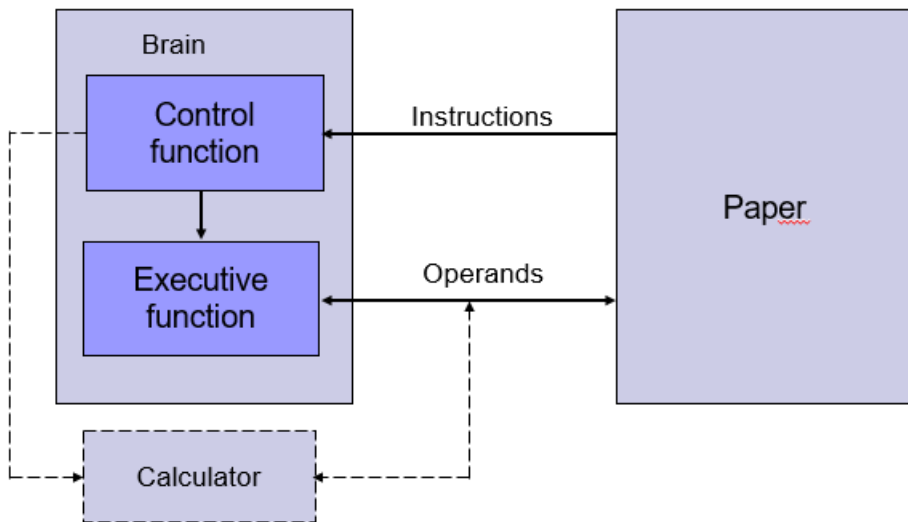 Brain
Control
function
Instructions
Paper
Executive
function
Operands
Calculator